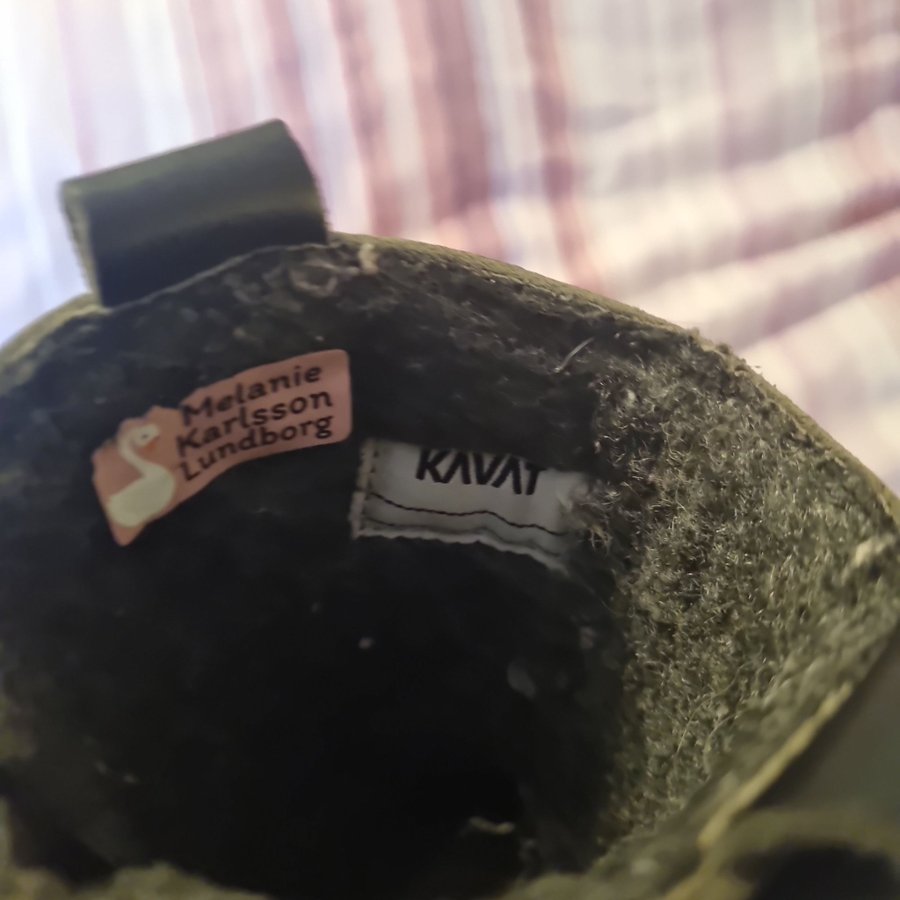 Melanie
Karlsson
Lundborg
KAVAT